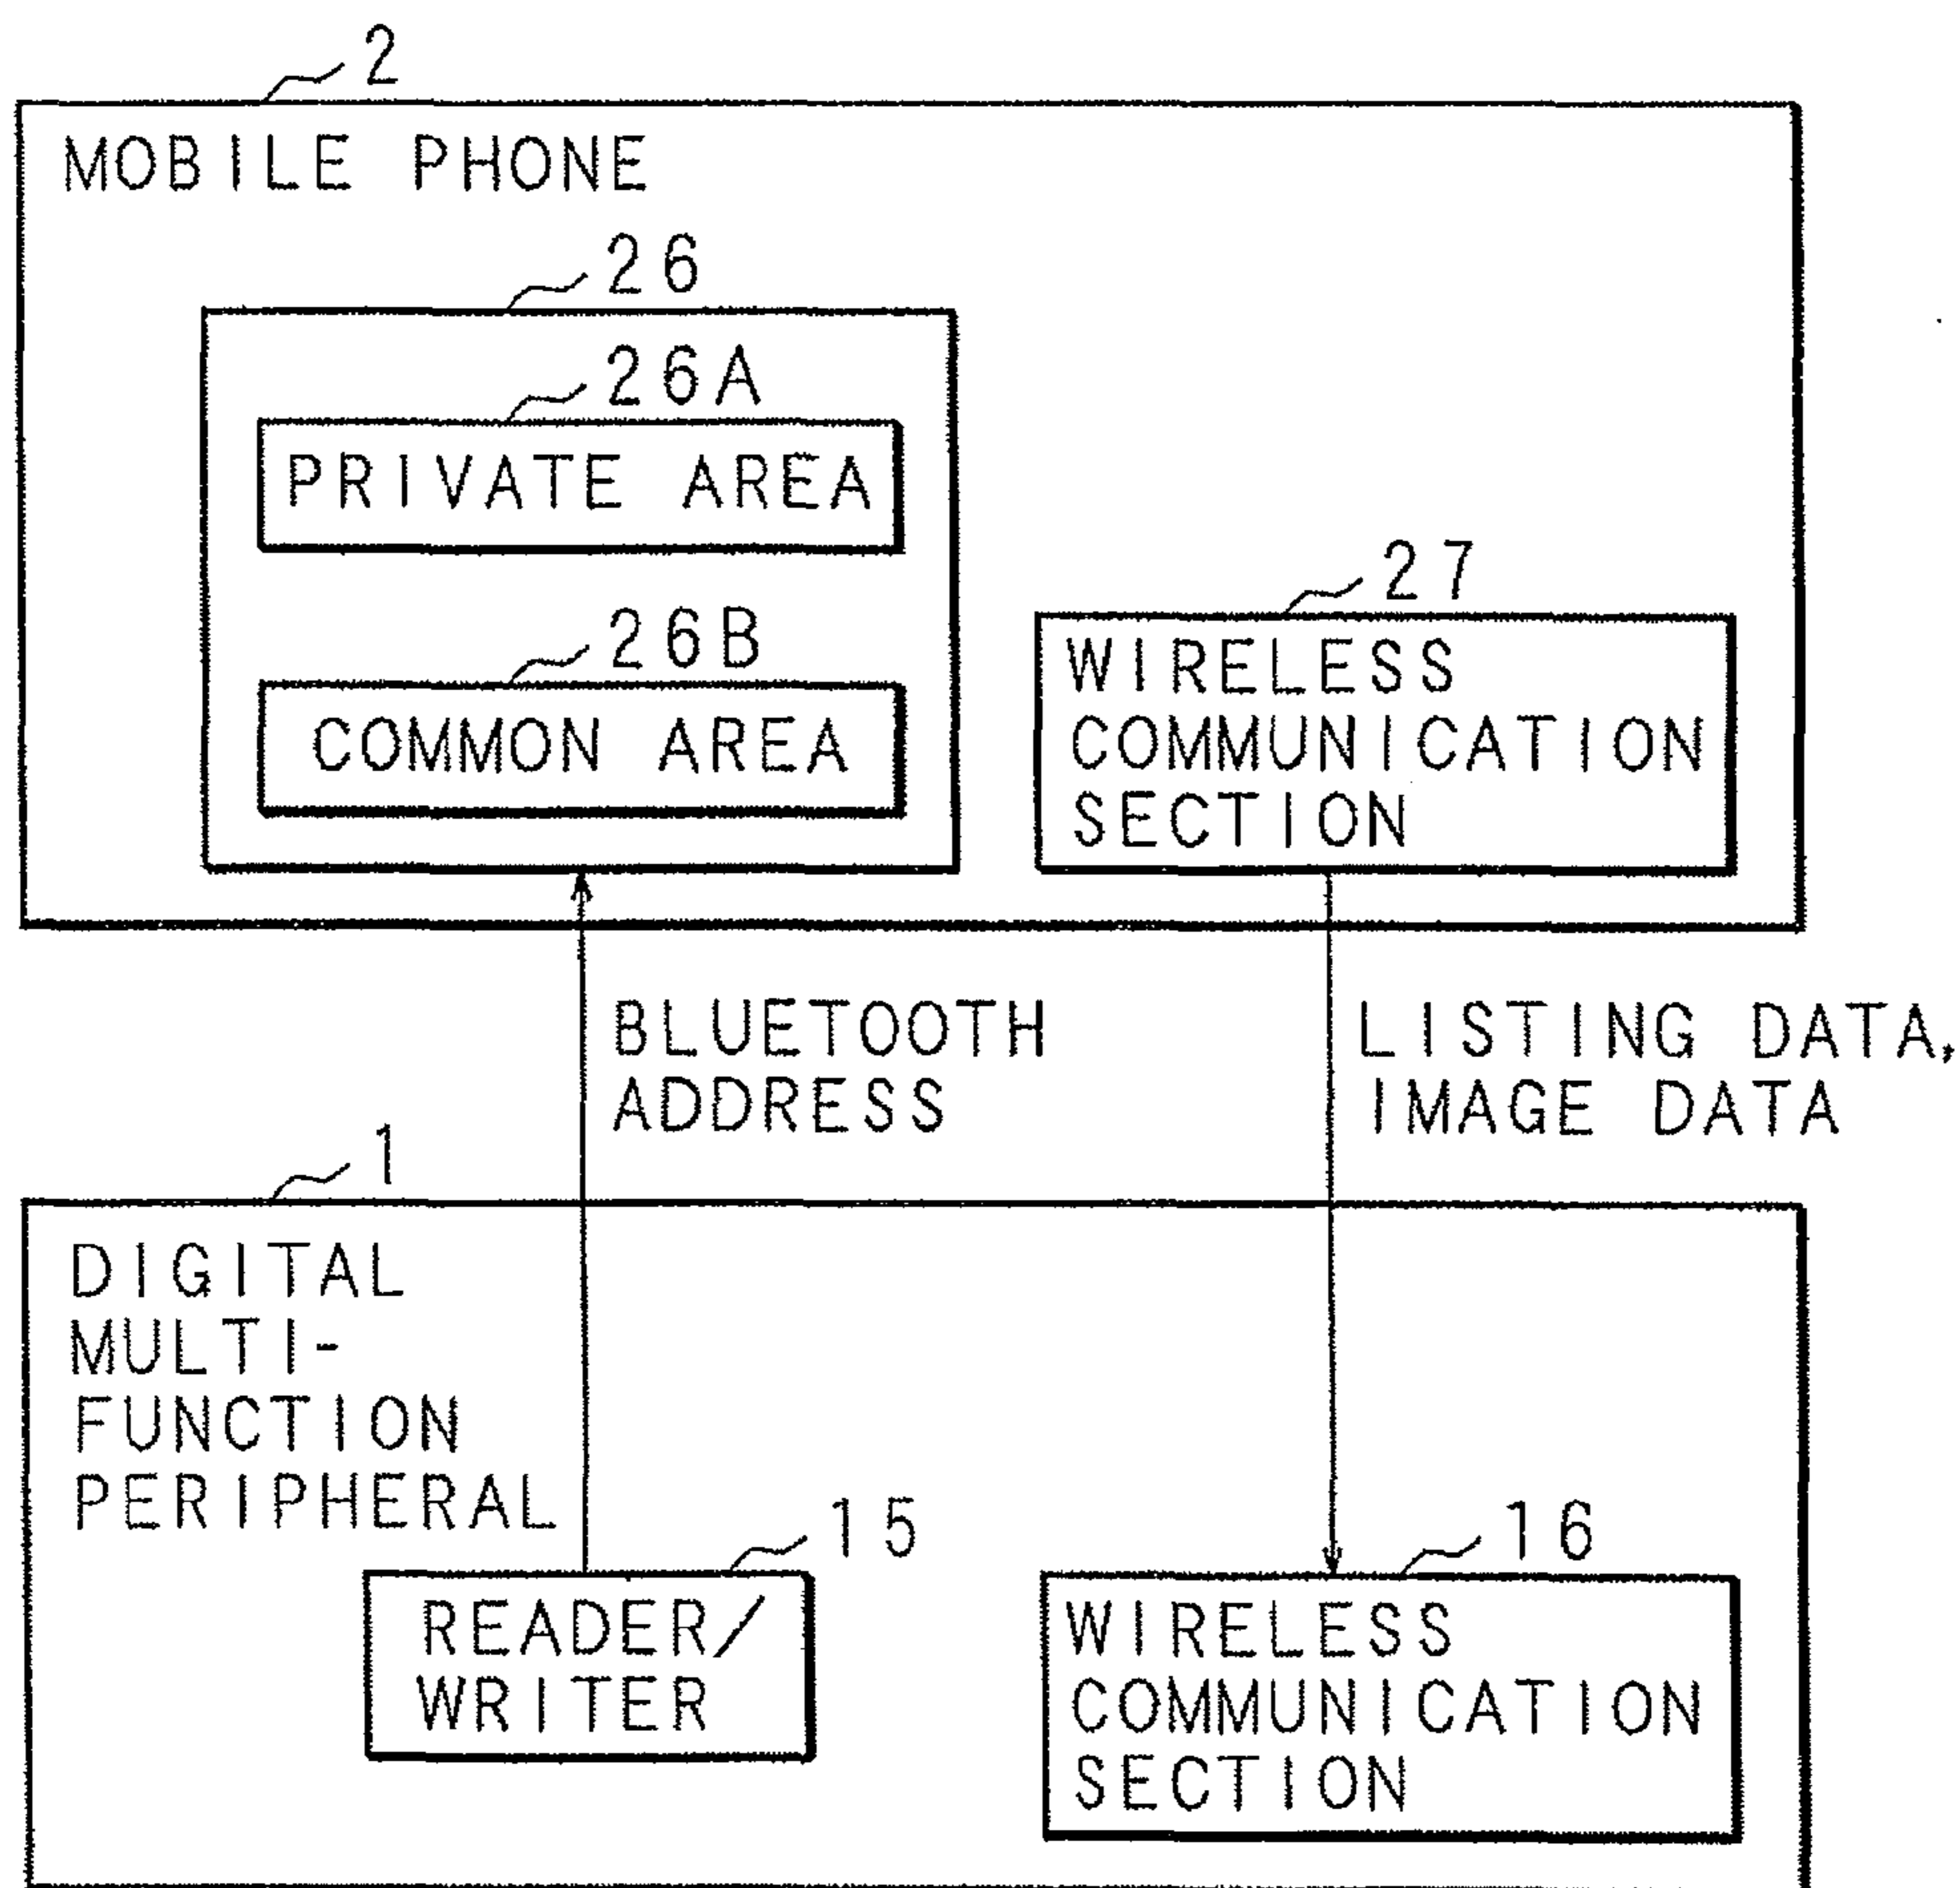 2
MOBILE PHONE
26
26A
PRIVATE AREA
26B
COMMON AREA
27
WIRELESS
COMMUNICATION
SECTION
BLUETOOTH
ADDRESS
LISTING DATA,
IMAGE DATA
1
DIGITAL
MULTI-
FUNCTION
PERIPHERAL
15
READER/
WRITER
16
WIRELESS
COMMUNICATION
SECTION